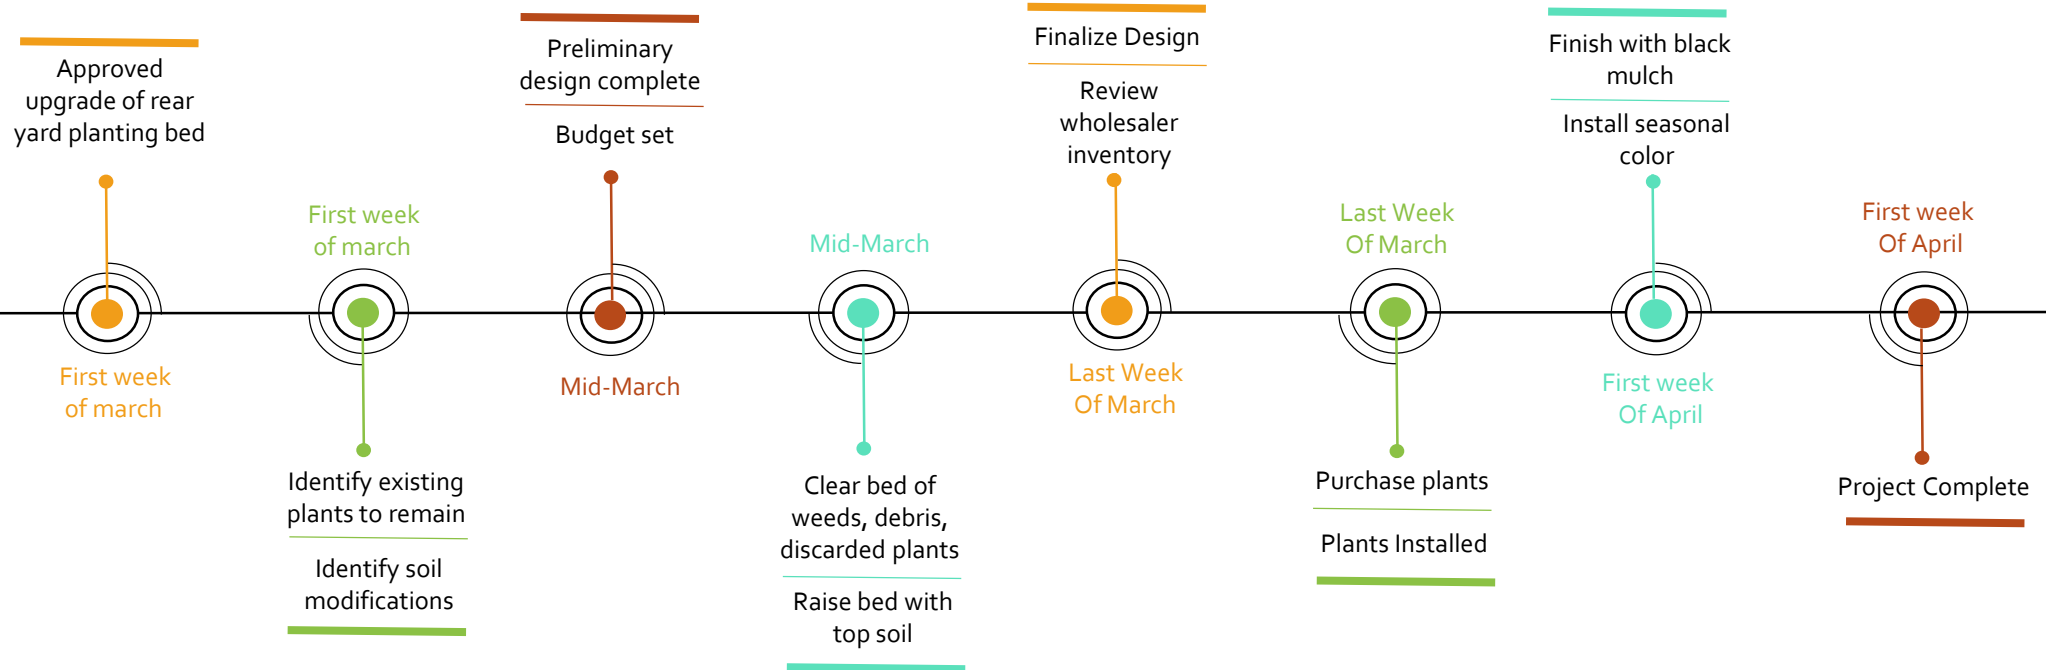 Approved
upgrade of rear
yard planting bed
First week
of march
First week
of march
Identify existing
plants to remain
Identify soil
modifications
Preliminary
design complete
Budget set
Mid-March
Mid-March
Clear bed of
weeds, debris,
discarded plants
Raise bed with
top soil
Finalize Design
Review
wholesaler
inventory
Last Week
Of March
Last Week
Of March
Purchase plants
Plants Installed
Finish with black
mulch
Install seasonal
color
First week
Of April
First week
Of April
Project Complete